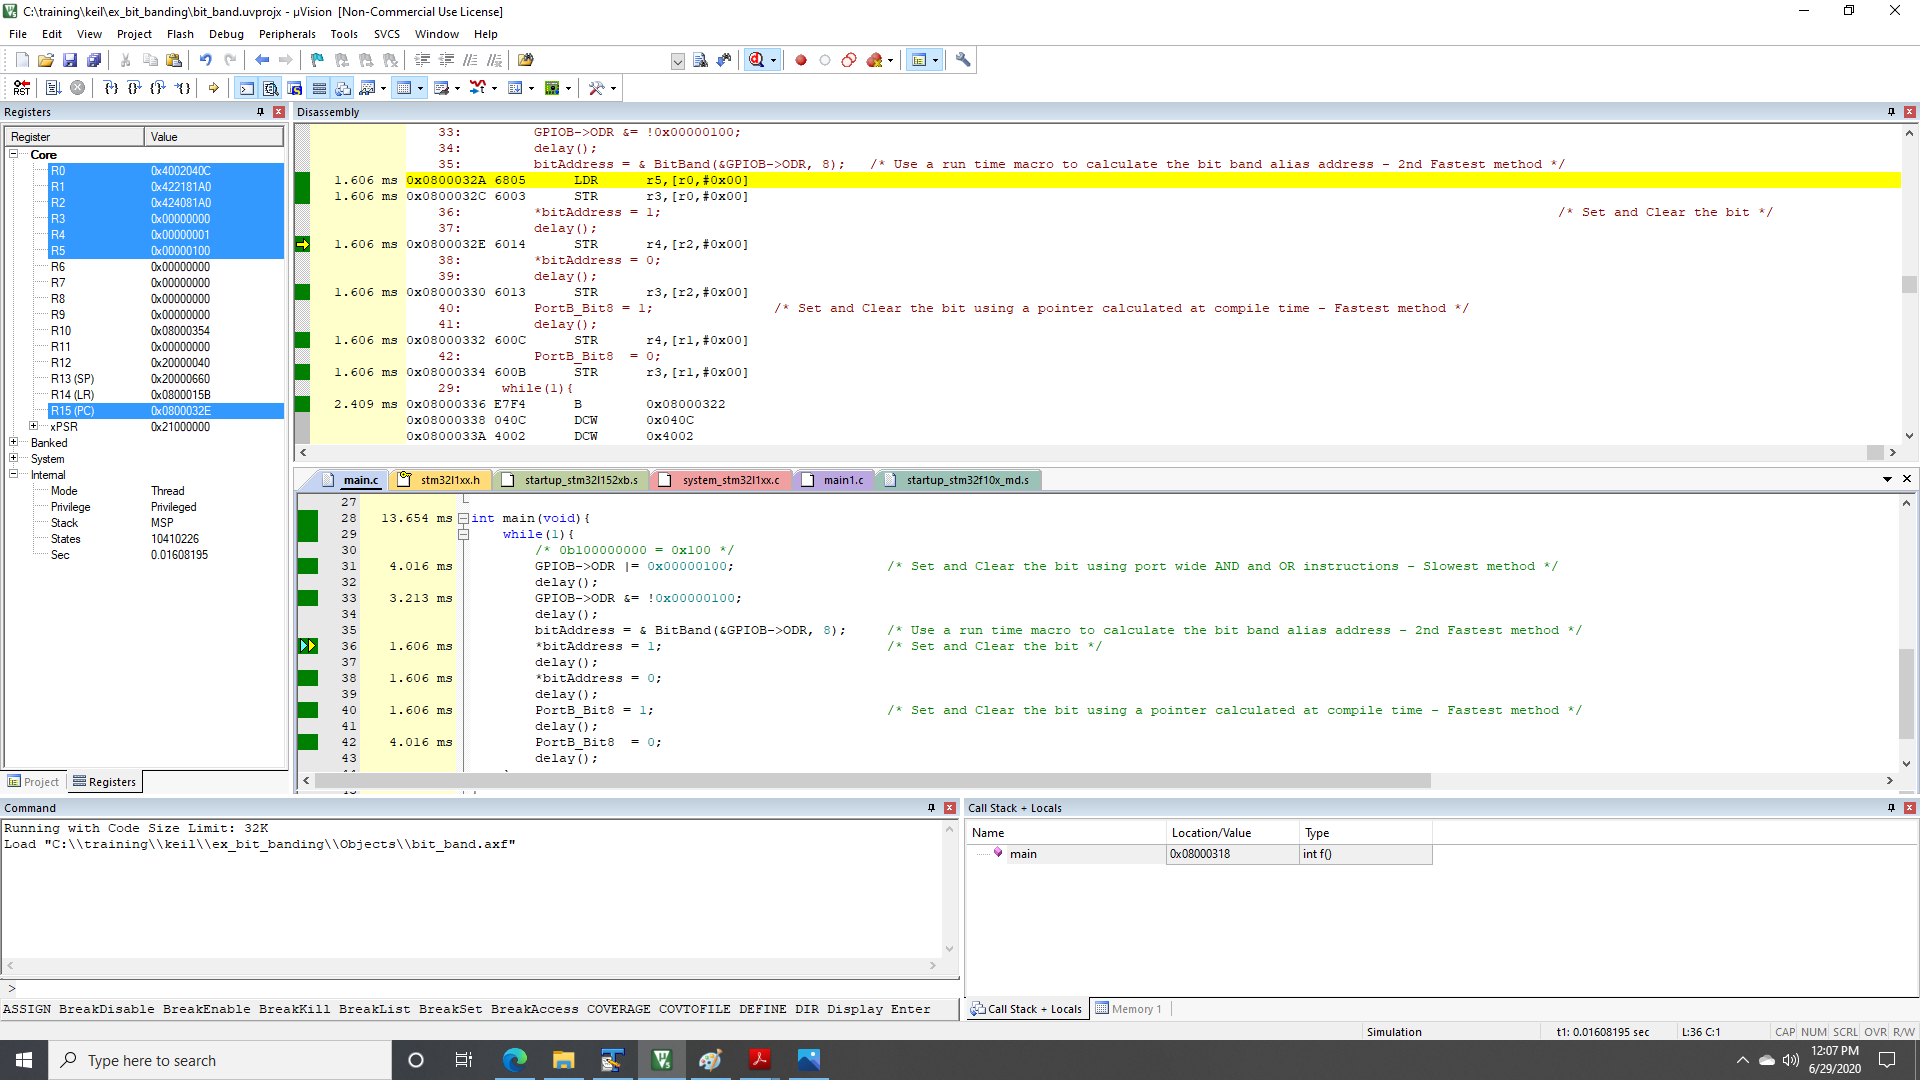 C:\training\keil\ex_bit_banding\bit_band.uvprojx - µVision  [Non-Commercial Use License]
File Edit View Project Flash Debug Peripherals Tools SVCS Window Help
Registers
Register Value
Core
R0 0x4002040C
R1 0x422181A0
R2 0x424081A0
R3 0x00000000
R4 0x00000001
R5 0x00000100
R6 0x00000000
R7 0x00000000
R8 0x00000000
R9 0x00000000
R10 0x08000354
R11 0x00000000
R12 0x20000040
R13 (SP) 0x20000660
R14 (LR) 0x0800015B
R15 (PC) 0x0800032E
xPSR 0x21000000
Banked
System
Internal
Mode Thread
Privilege Privileged
Stack MSP
States 10410226
Sec 0.01608195
Project Registers
Disassembly
33: GPIOB->ODR &= !0x00000100;
34: delay();
35: bitAddress = & BitBand(&GPIOB->ODR, 8); /* Use a run time macro to calculate the bit band alias address - 2nd Fastest method */
1.606 ms 0x0800032A 6805 LDR r5,[r0,#0x00]
1.606 ms 0x0800032C 6003 STR r3,[r0,#0x00]
36: *bitAddress = 1; /* Set and Clear the bit */
37: delay();
1.606 ms 0x0800032E 6014 STR r4,[r2,#0x00]
38: *bitAddress = 0;
39: delay();
1.606 ms 0x08000330 6013 STR r3,[r2,#0x00]
40: PortB_Bit8 = 1; /* Set and Clear the bit using a pointer calculated at compile time - Fastest method */
41: delay();
1.606 ms 0x08000332 600C STR r4,[r1,#0x00]
42: PortB_Bit8  = 0;
1.606 ms 0x08000334 600B STR r3,[r1,#0x00]
29: while(1){
2.409 ms 0x08000336 E7F4 B 0x08000322
0x08000338 040C DCW 0x040C
0x0800033A 4002 DCW 0x4002
main.c stm32l1xx.h startup_stm32l152xb.s system_stm32l1xx.c main1.c startup_stm32f10x_md.s
27
28 13.654 ms int main(void){
29 while(1){
30 /* 0b100000000 = 0x100 */
31 4.016 ms GPIOB->ODR |= 0x00000100; /* Set and Clear the bit using port wide AND and OR instructions - Slowest method */
32 delay();
33 3.213 ms GPIOB->ODR &= !0x00000100;
34 delay();
35 bitAddress = & BitBand(&GPIOB->ODR, 8); /* Use a run time macro to calculate the bit band alias address - 2nd Fastest method */
36 1.606 ms *bitAddress = 1; /* Set and Clear the bit */
37 delay();
38 1.606 ms *bitAddress = 0;
39 delay();
40 1.606 ms PortB_Bit8 = 1; /* Set and Clear the bit using a pointer calculated at compile time - Fastest method */
41 delay();
42 4.016 ms PortB_Bit8  = 0;
43 delay();
Command
Running with Code Size Limit: 32K
Load "C:\\training\\keil\\ex_bit_banding\\Objects\\bit_band.axf"
>
ASSIGN BreakDisable BreakEnable BreakKill BreakList BreakSet BreakAccess COVERAGE COVTOFILE DEFINE DIR Display Enter
Call Stack + Locals
Name Location/Value Type
main 0x08000318 int f()
Call Stack + Locals Memory 1
Simulation t1: 0.01608195 sec L:36 C:1 CAP NUM SCRL OVR R/W
Type here to search
12:07 PM
6/29/2020